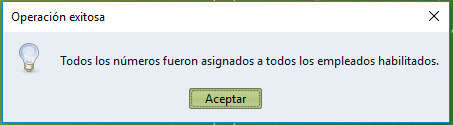 Operación exitosa
Todos los números fueron asignados a todos los empleados habilitados.
Aceptar